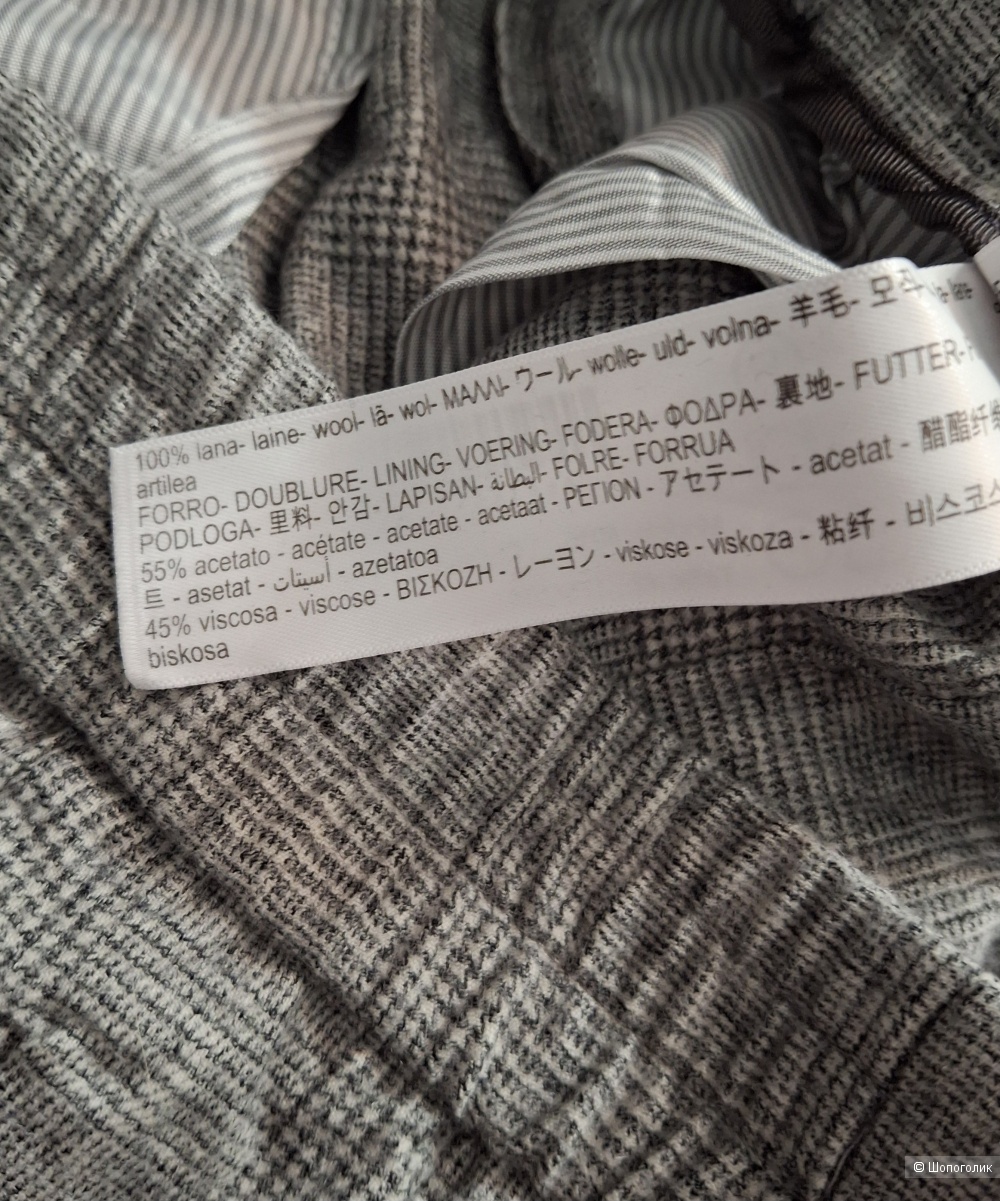 100% lana- laine- wool- lã- wol- ΜΑΛΛΙ- ウール- wolle- uld- volna- 羊毛- 모직
artilea
FORRO- DOUBLURE- LINING- VOERING- FODERA- ΦΟΔΡΑ- 裏地- FUTTER-
PODLOGA- 里料- 안감- LAPISAN- البطانة- FOLRE- FORRUA
55% acetato - acétate - acetate - acetaat - ΡΕΓΙΟΝ - アセテート - acetat - 醋酯纤
트 - asetat - أسيتات - azetatoa
45% viscosa - viscose - ΒΙΣΚΟΖΗ - レーヨン - viskose - viskoza - 粘纤 - 비스코
biskosa
© Шопоголик